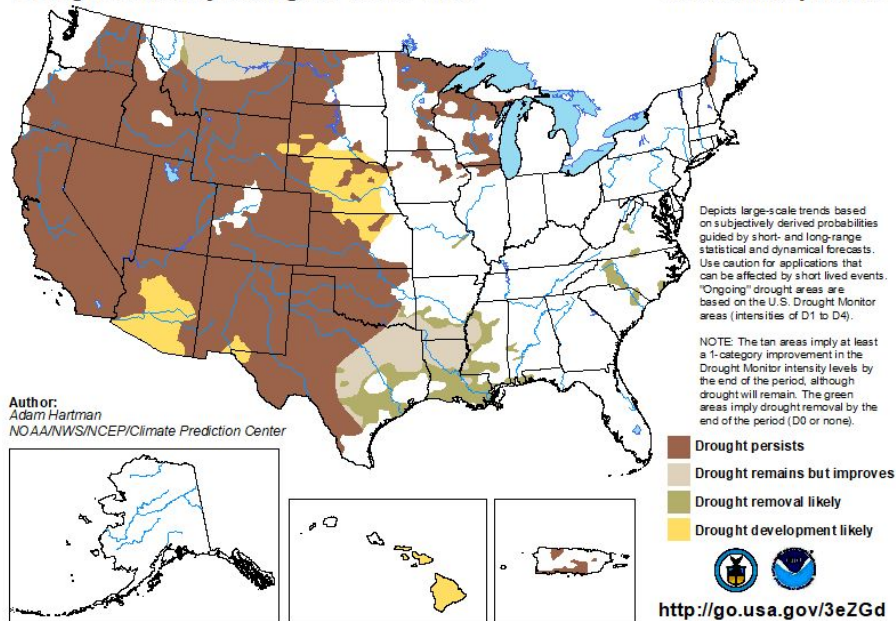 Depicts large-scale trends based
on subjectively derived probabilities
guided by short- and long-range
statistical and dynamical forecasts.
Use caution for applications that
can be affected by short lived events.
"Ongoing" drought areas are
based on the U.S. Drought Monitor
areas (intensities of D1 to D4).
NOTE: The tan areas imply at least
a 1-category improvement in the
Drought Monitor intensity levels by
the end of the period, although
drought will remain. The green
areas imply drought removal by the
end of the period (D0 or none).
Author:
Adam Hartman
NOAA/NWS/NCEP/Climate Prediction Center
Drought persists
Drought remains but improves
Drought removal likely
Drought development likely
http://go.usa.gov/3eZGd